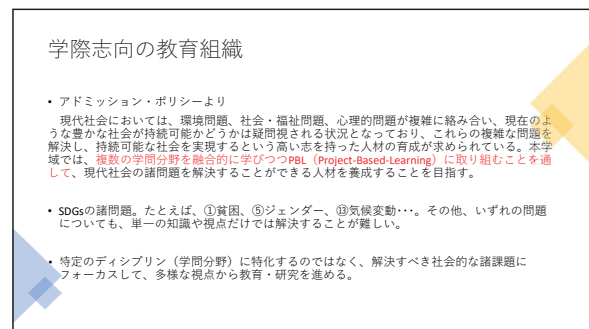 学際志向の教育組織
• アドミッション・ポリシーより
現代社会においては、環境問題、社会・福祉問題、心理的問題が複雑に絡み合い、現在のよ
うな豊かな社会が持続可能かどうかは疑問視される状況となっており、これらの複雑な問題を
解決し、持続可能な社会を実現するという高い志を持った人材の育成が求められている。本学
域では、複数の学問分野を融合的に学びつつPBL（Project-Based-Learning）に取り組むことを通
して、現代社会の諸問題を解決することができる人材を養成することを目指す。
• SDGsの諸問題。たとえば、①貧困、⑤ジェンダー、⑬気候変動･･･。その他、いずれの問題
についても、単一の知識や視点だけでは解決することが難しい。
• 特定のディシプリン（学問分野）に特化するのではなく、解決すべき社会的な諸課題に
フォーカスして、多様な視点から教育・研究を進める。